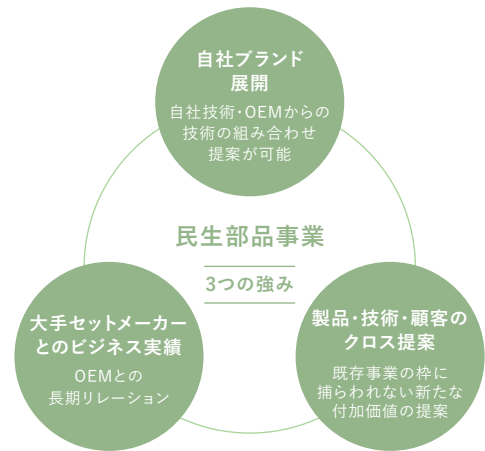 自社ブランド
展開
自社技術・OEMからの
技術の組み合わせ
提案が可能
民生部品事業
3つの強み
大手セットメーカー
とのビジネス実績
OEMとの
長期リレーション
製品・技術・顧客の
クロス提案
既存事業の枠に
捕らわれない新たな
付加価値の提案